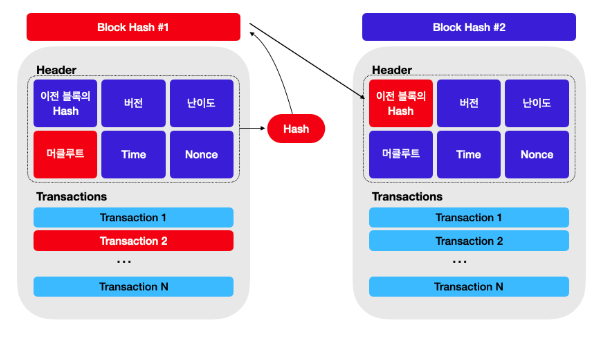 Block Hash #1
Header
이전 블록의
Hash
버전
난이도
머클루트
Time
Nonce
Transactions
Transaction 1
Transaction 2
...
Transaction N
Hash
Block Hash #2
Header
이전 블록의
Hash
버전
난이도
머클루트
Time
Nonce
Transactions
Transaction 1
Transaction 2
...
Transaction N